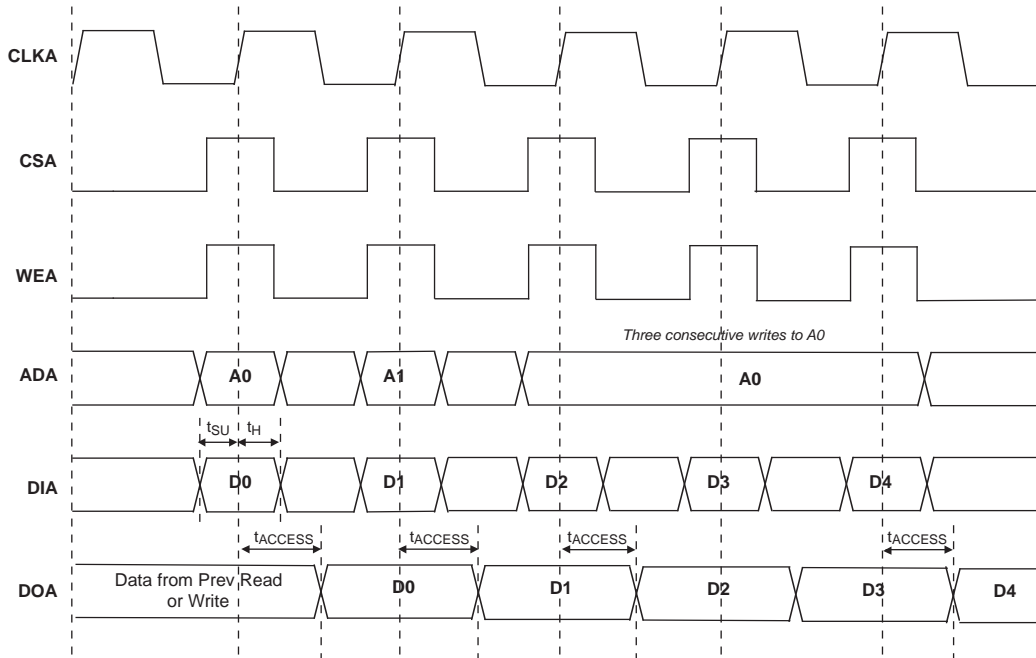 CLKA
CSA
WEA
Three consecutive writes to A0
ADA
A0
A1
A0
tSU
tH
DIA
D0
D1
D2
D3
D4
tACCESS
tACCESS
tACCESS
tACCESS
DOA
Data from Prev Read
or Write
D0
D1
D2
D3
D4